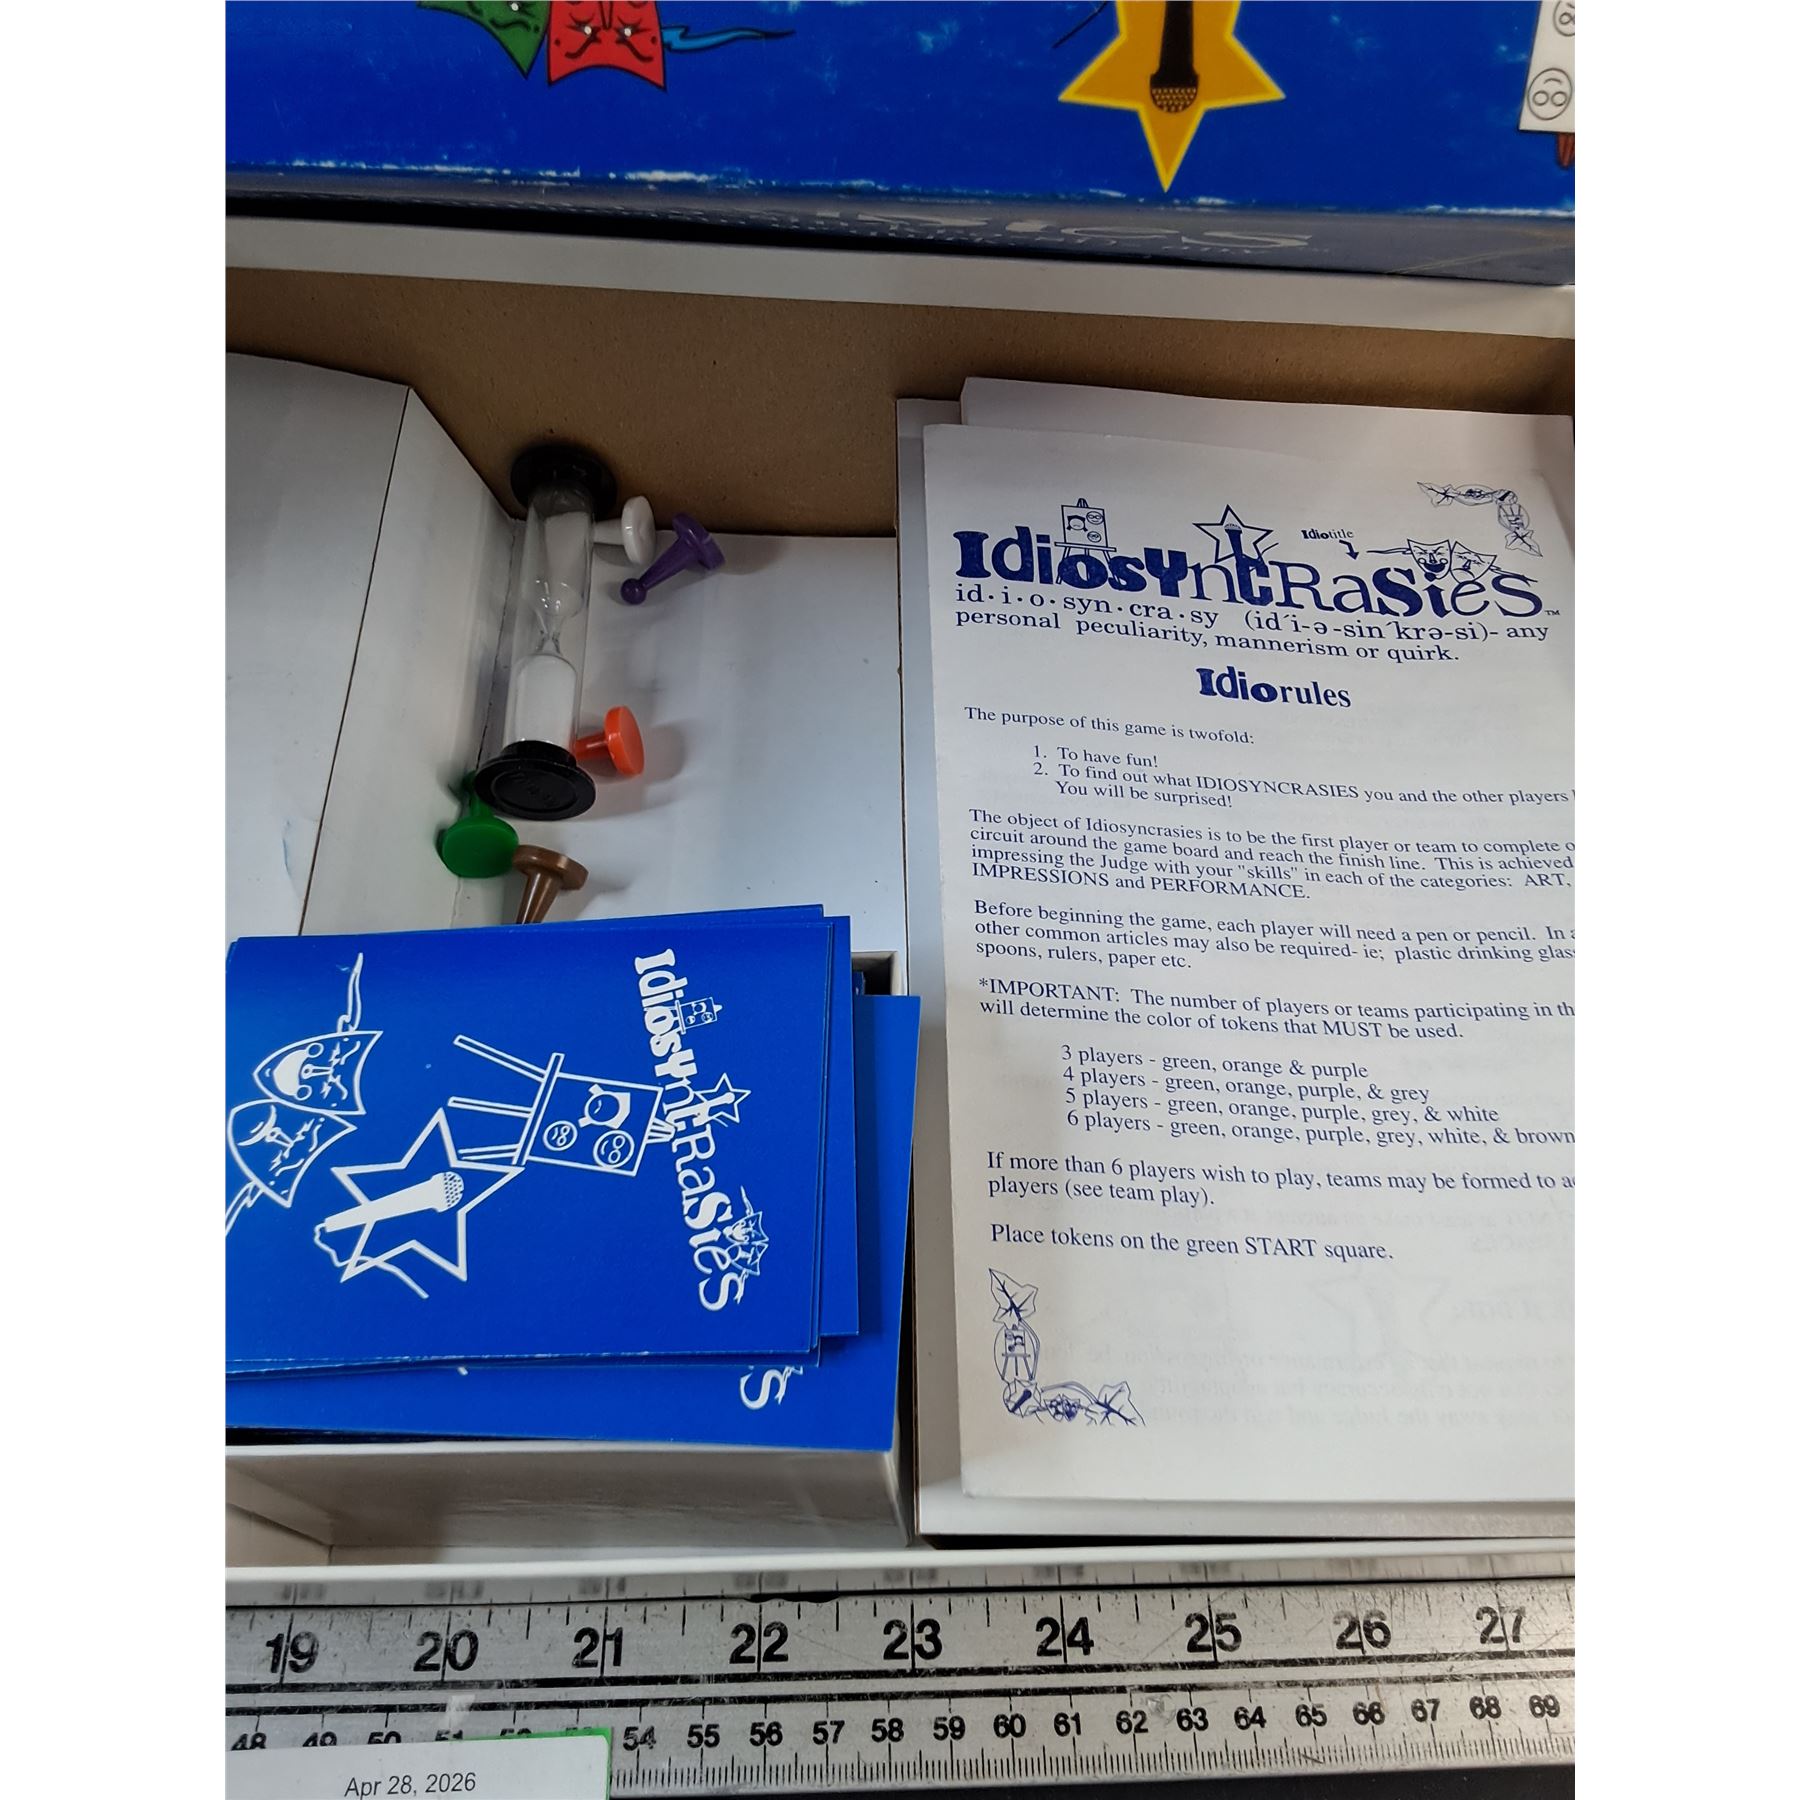 Idiosyncrasies™
Idiotitle
id·i·o·syn·cra·sy (id´i-ə-sin´krə-si)- any
personal peculiarity, mannerism or quirk.
Idiorules
The purpose of this game is twofold:
1. To have fun!
2. To find out what IDIOSYNCRASIES you and the other players
You will be surprised!
The object of Idiosyncrasies is to be the first player or team to complete
circuit around the game board and reach the finish line. This is achieved
impressing the Judge with your "skills" in each of the categories: ART,
IMPRESSIONS and PERFORMANCE.
Before beginning the game, each player will need a pen or pencil. In
other common articles may also be required- ie; plastic drinking
spoons, rulers, paper etc.
*IMPORTANT: The number of players or teams participating in
will determine the color of tokens that MUST be used.
3 players - green, orange & purple
4 players - green, orange, purple, & grey
5 players - green, orange, purple, grey, & white
6 players - green, orange, purple, grey, white, & brown
If more than 6 players wish to play, teams may be formed to
players (see team play).
Place tokens on the green START square.
Idiosyncrasies
19 20 21 22 23 24 25 26 27
48 49 50 51 52 53 54 55 56 57 58 59 60 61 62 63 64 65 66 67 68 69
Apr 28, 2026